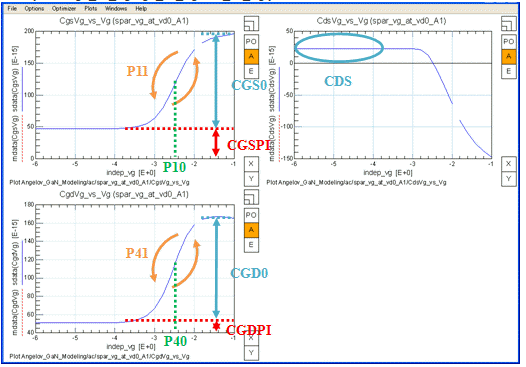 File Options Optimizer Plots Windows Help
CgsVg_vs_Vg (spar_vg_at_vd0_A1)
mdata(CgsVg) sdata(CgsVg) [E-15]
200
150
100
50
0
-6 -5 -4 -3 -2 -1
indep_vg [E+0]
P11
P10
CGS0
CGSPI
PO
A
E
X
Y
Plot Angelov_GaN_Modeling/ac/spar_vg_at_vd0_A1/CgsVg_vs_Vg
CdsVg_vs_Vg (spar_vg_at_vd0_A1)
mdata(CdsVg) sdata(CdsVg) [E-15]
50
0
-50
-100
-150
-6 -5 -4 -3 -2 -1
indep_vg [E+0]
CDS
PO
A
E
X
Y
Plot Angelov_GaN_Modeling/ac/spar_vg_at_vd0_A1/CdsVg_vs_Vg
CgdVg_vs_Vg (spar_vg_at_vd0_A1)
mdata(CgdVg) sdata(CgdVg) [E-15]
180
160
140
120
100
80
60
40
-6 -5 -4 -3 -2 -1
indep_vg [E+0]
P41
P40
CGD0
CGDPI
PO
A
E
X
Y
Plot Angelov_GaN_Modeling/ac/spar_vg_at_vd0_A1/CgdVg_vs_Vg